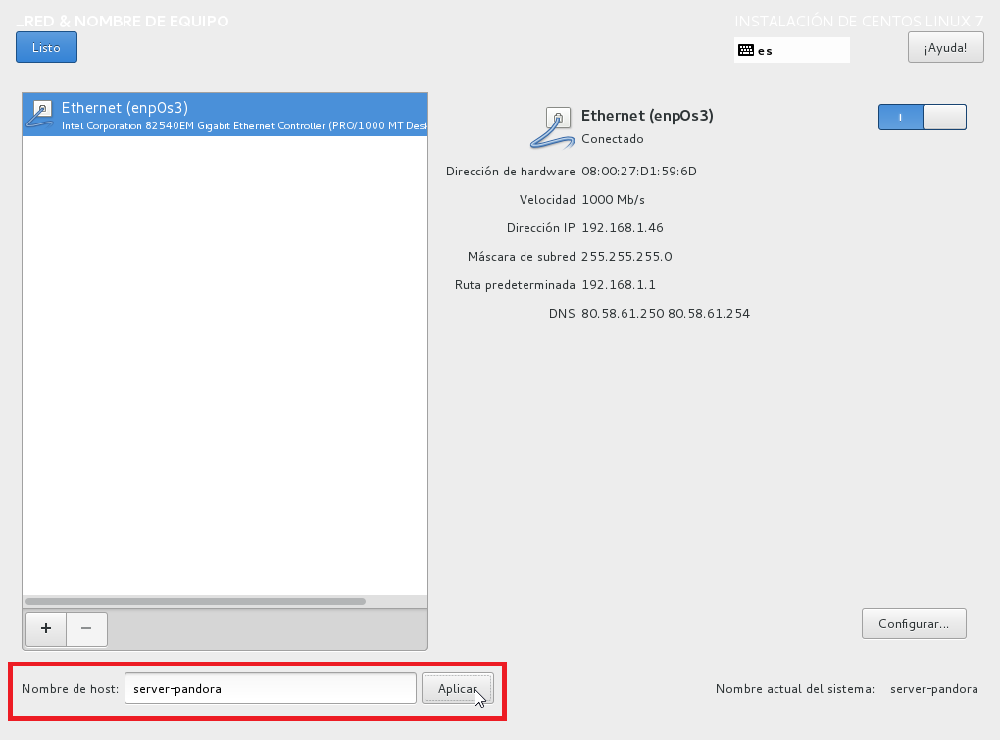 _RED & NOMBRE DE EQUIPO
INSTALACIÓN DE CENTOS LINUX 7
Listo
es
¡Ayuda!
Ethernet (enp0s3)
Intel Corporation 82540EM Gigabit Ethernet Controller (PRO/1000 MT Desk
Ethernet (enp0s3)
Conectado
Dirección de hardware 08:00:27:D1:59:6D
Velocidad 1000 Mb/s
Dirección IP 192.168.1.46
Máscara de subred 255.255.255.0
Ruta predeterminada 192.168.1.1
DNS 80.58.61.250 80.58.61.254
Configurar...
Nombre de host: server-pandora Aplicar
Nombre actual del sistema: server-pandora